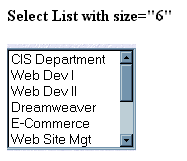 Select List with size="6"
CIS Department
Web Dev I
Web Dev II
Dreamweaver
E-Commerce
Web Site Mgt